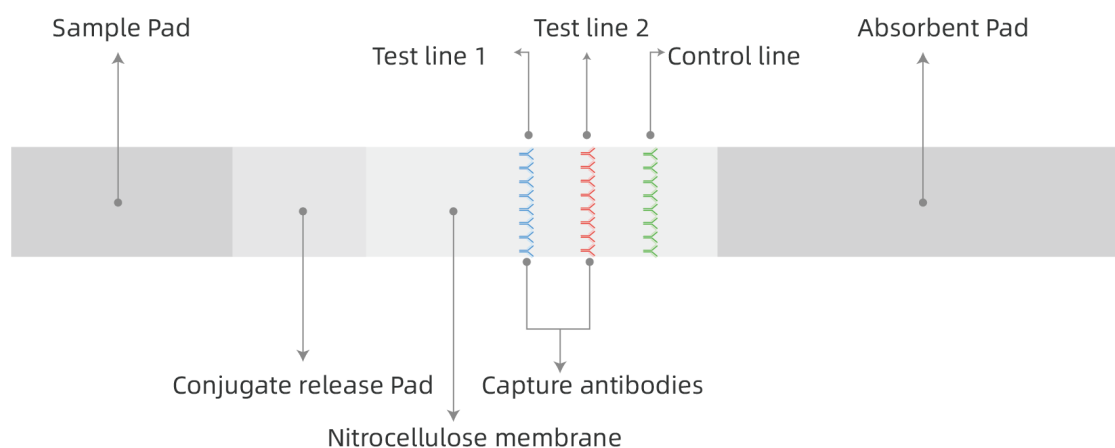 Sample Pad
Test line 1
Test line 2
Control line
Absorbent Pad
Conjugate release Pad
Capture antibodies
Nitrocellulose membrane